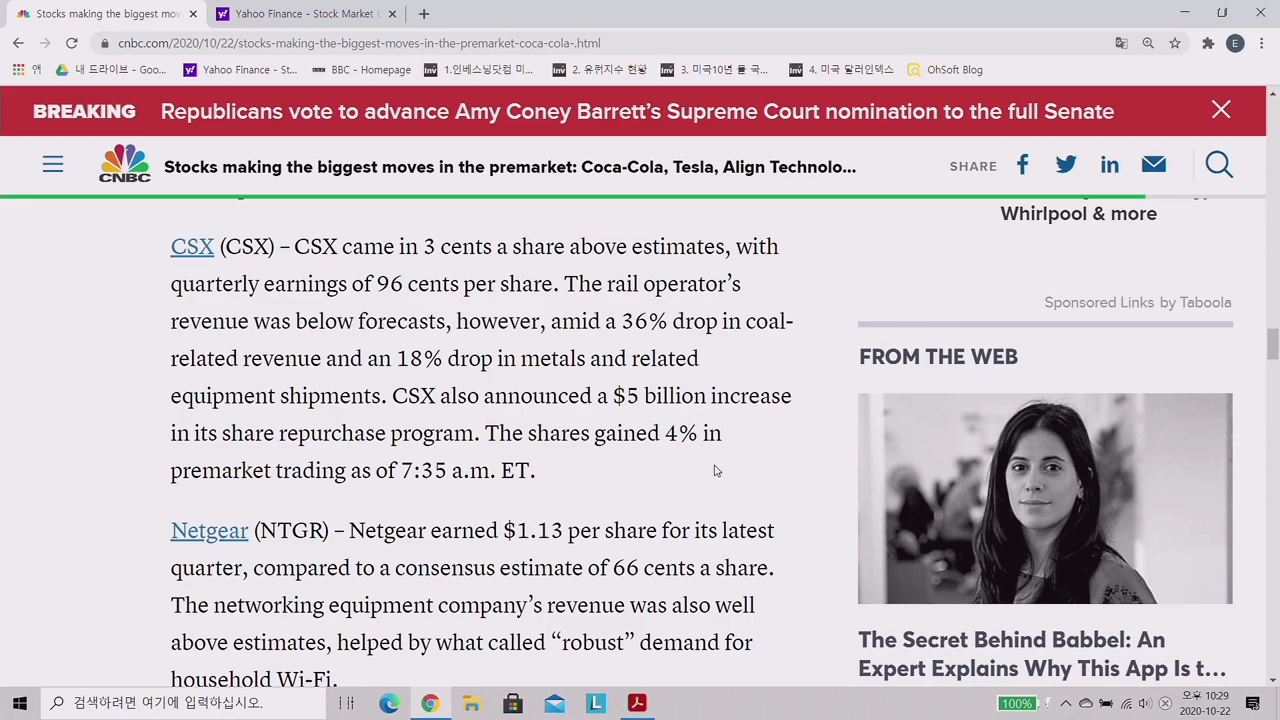 Stocks making the biggest mov
Yahoo Finance - Stock Market L
cnbc.com/2020/10/22/stocks-making-the-biggest-moves-in-the-premarket-coca-cola-.html
앱
내 드라이브 - Goo...
Yahoo Finance - St...
BBC - Homepage
1.인베스닝닷컴 미...
2. 유퀴지수 현황
3. 미국10년 물 국...
4. 미국 달러인덱스
OhSoft Blog
BREAKING Republicans vote to advance Amy Coney Barrett's Supreme Court nomination to the full Senate
CNBC
Stocks making the biggest moves in the premarket: Coca-Cola, Tesla, Align Technolo...
SHARE
Whirlpool & more
CSX (CSX) – CSX came in 3 cents a share above estimates, with
quarterly earnings of 96 cents per share. The rail operator's
revenue was below forecasts, however, amid a 36% drop in coal-
related revenue and an 18% drop in metals and related
equipment shipments. CSX also announced a $5 billion increase
in its share repurchase program. The shares gained 4% in
premarket trading as of 7:35 a.m. ET.
Netgear (NTGR) – Netgear earned $1.13 per share for its latest
quarter, compared to a consensus estimate of 66 cents a share.
The networking equipment company's revenue was also well
above estimates, helped by what called “robust” demand for
household Wi-Fi.
Sponsored Links by Taboola
FROM THE WEB
The Secret Behind Babbel: An
Expert Explains Why This App Is t...
검색하려면 여기에 입력하십시오.
100%
오후 10:29
2020-10-22